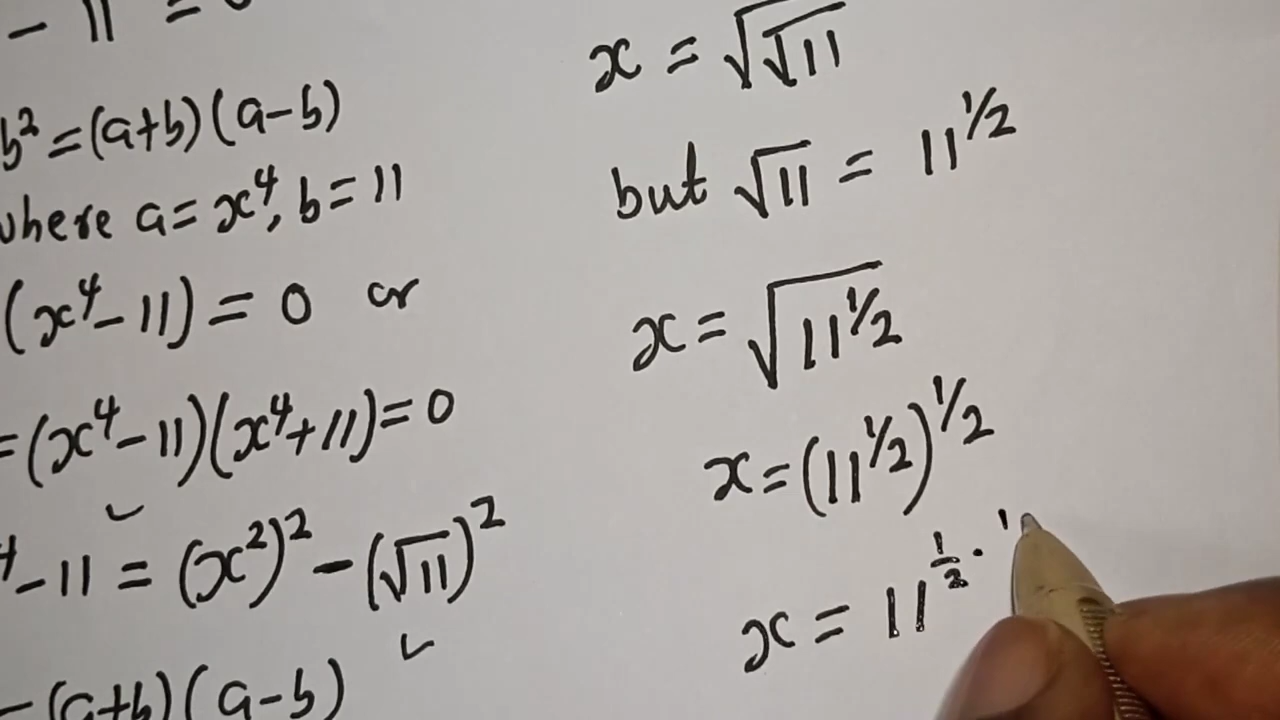 - 11 = 0
b² = (a+b)(a-b)
where a = x⁴, b = 11
(x⁴-11) = 0 or
= (x⁴-11)(x⁴+11) = 0
-11 = (x²)² - (√11)²
= (a+b)(a-b)
x = √√11
but √11 = 11^1/2
x = √(11^1/2)
x = (11^1/2)^1/2
x = 11^1/2 · 1